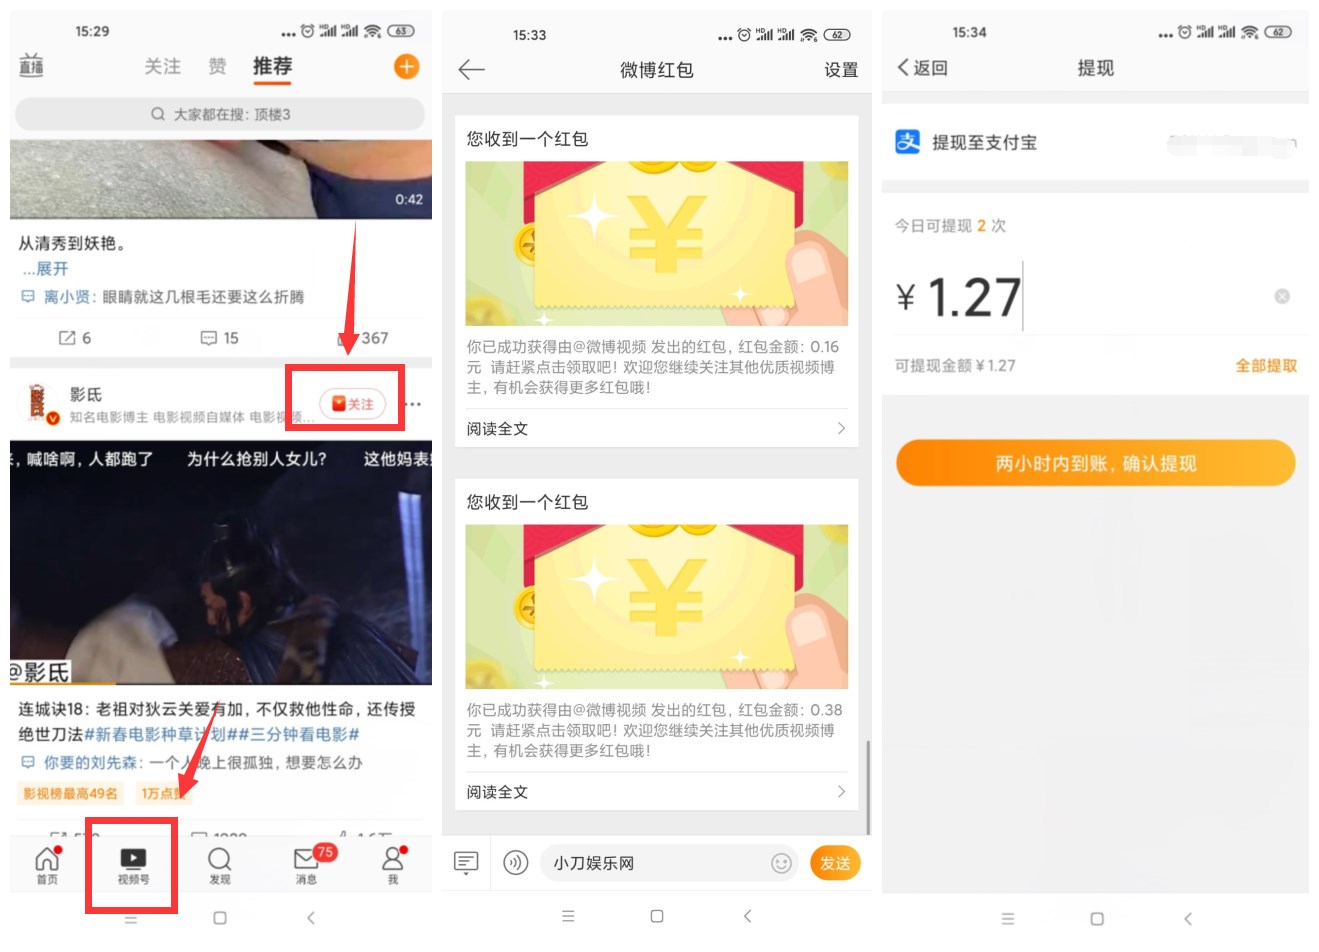 15:29
63
直播
关注
赞
推荐
大家都在搜：顶楼3
0:42
从清秀到妖艳。
...展开
离小贤：眼睛就这几根毛还要这么折腾
6
15
367
影氏
关注
知名电影博主 电影视频自媒体 电影视频...
喊啥啊，人都跑了
为什么抢别人女儿？
这他妈表
@影氏
连城诀18：老祖对狄云关爱有加，不仅救他性命，还传授
绝世刀法#新春电影种草计划##三分钟看电影#
你要的刘先森：一个人晚上很孤独，想要怎么办
影视榜最高49名
1万点赞
首页
视频号
发现
消息
75
我
15:33
62
微博红包
设置
您收到一个红包
¥
你已成功获得由@微博视频 发出的红包，红包金额：0.16
元 请赶紧点击领取吧！欢迎您继续关注其他优质视频博
主，有机会获得更多红包哦！
阅读全文
您收到一个红包
¥
你已成功获得由@微博视频 发出的红包，红包金额：0.38
元 请赶紧点击领取吧！欢迎您继续关注其他优质视频博
主，有机会获得更多红包哦！
阅读全文
小刀娱乐网
发送
15:34
62
返回
提现
支
提现至支付宝
今日可提现 2 次
¥ 1.27
可提现金额 ¥1.27
全部提取
两小时内到账，确认提现